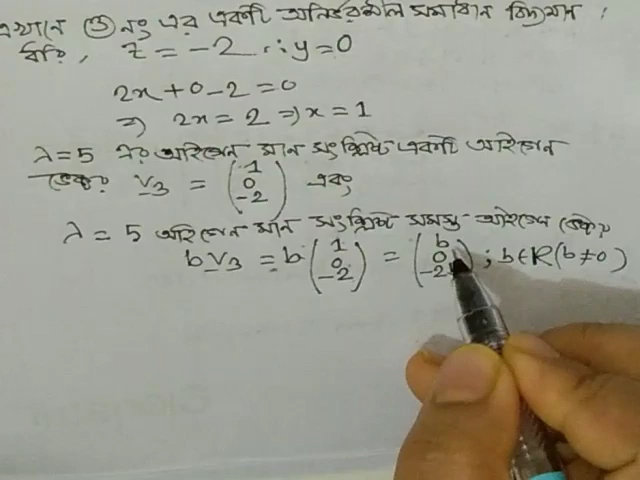 এখানে ③ নং এর একটি অনির্ভরশীল সমাধান বিদ্যমান।
ধরি, z = -2 ∴ y = 0
2x + 0 - 2 = 0
⇒ 2x = 2 ⇒ x = 1
λ = 5 এর আইগেন মান সংশ্লিষ্ট একটি আইগেন
ভেক্টর v3 = (1 0 -2) এবং
λ = 5 আইগেন মান সংশ্লিষ্ট সমস্ত আইগেন ভেক্টর
bv3 = b (1 0 -2) = (b 0 -2b) ; b ∈ R (b ≠ 0)